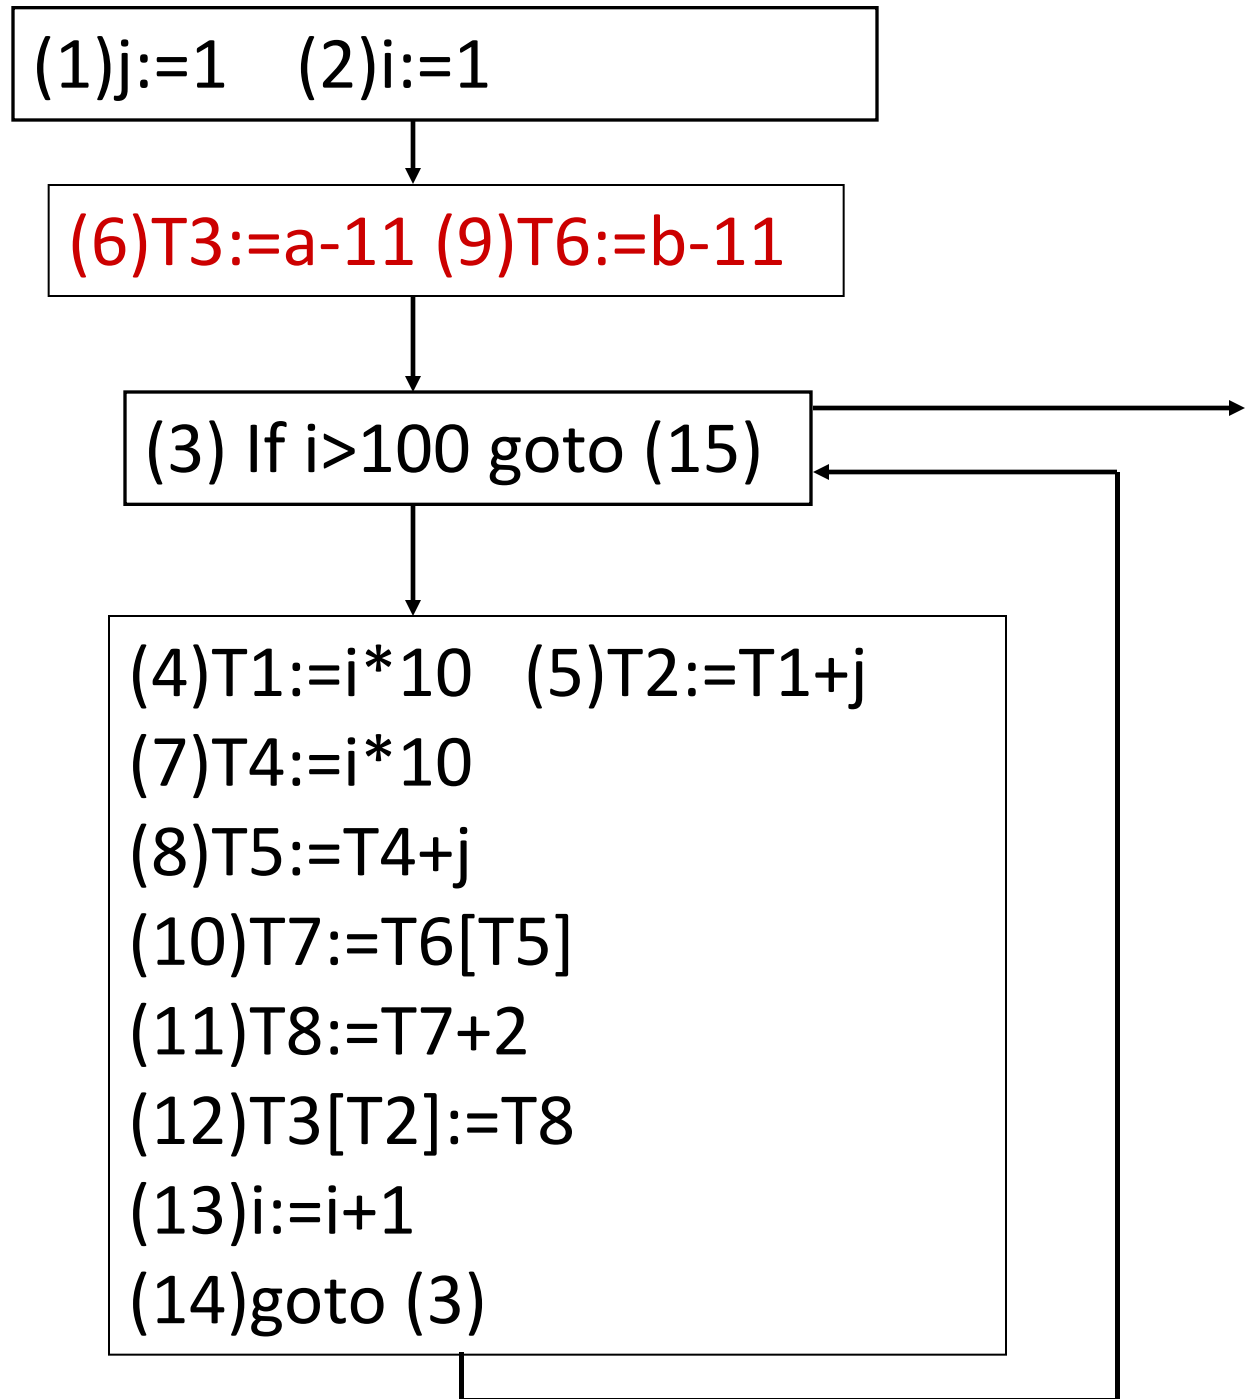 (1)j:=1 (2)i:=1
(6)T3:=a-11 (9)T6:=b-11
(3) If i>100 goto (15)
(4)T1:=i*10 (5)T2:=T1+j
(7)T4:=i*10
(8)T5:=T4+j
(10)T7:=T6[T5]
(11)T8:=T7+2
(12)T3[T2]:=T8
(13)i:=i+1
(14)goto (3)